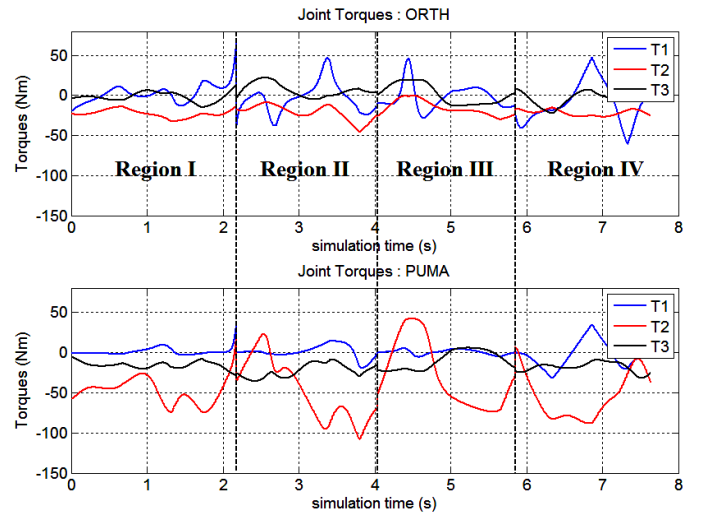 Joint Torques : ORTH
Torques (Nm)
50
0
-50
-100
-150
T1
T2
T3
Region I
Region II
Region III
Region IV
0 1 2 3 4 5 6 7 8
simulation time (s)
Joint Torques : PUMA
Torques (Nm)
50
0
-50
-100
-150
T1
T2
T3
0 1 2 3 4 5 6 7 8
simulation time (s)